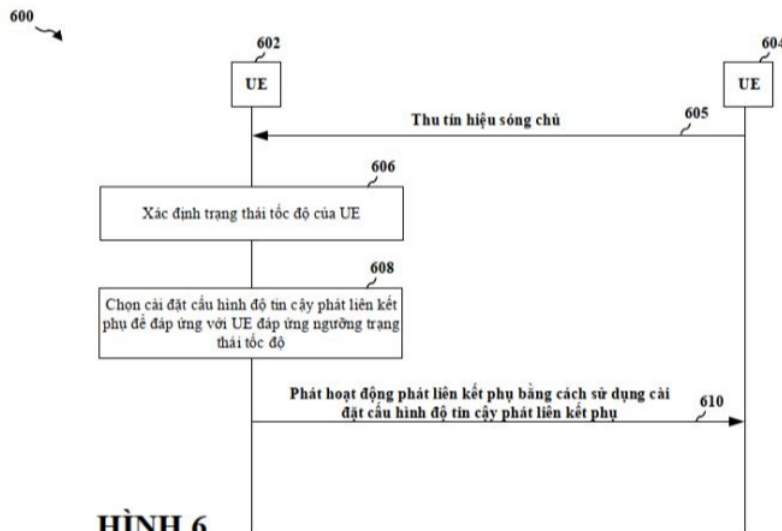 600
602
604
UE
UE
Thu tín hiệu sóng chủ
605
606
Xác định trạng thái tốc độ của UE
608
Chọn cài đặt cấu hình độ tin cậy phát liên kết
phụ để đáp ứng với UE đáp ứng ngưỡng trạng
thái tốc độ
Phát hoạt động phát liên kết phụ bằng cách sử dụng cài
đặt cấu hình độ tin cậy phát liên kết phụ
610
HÌNH 6